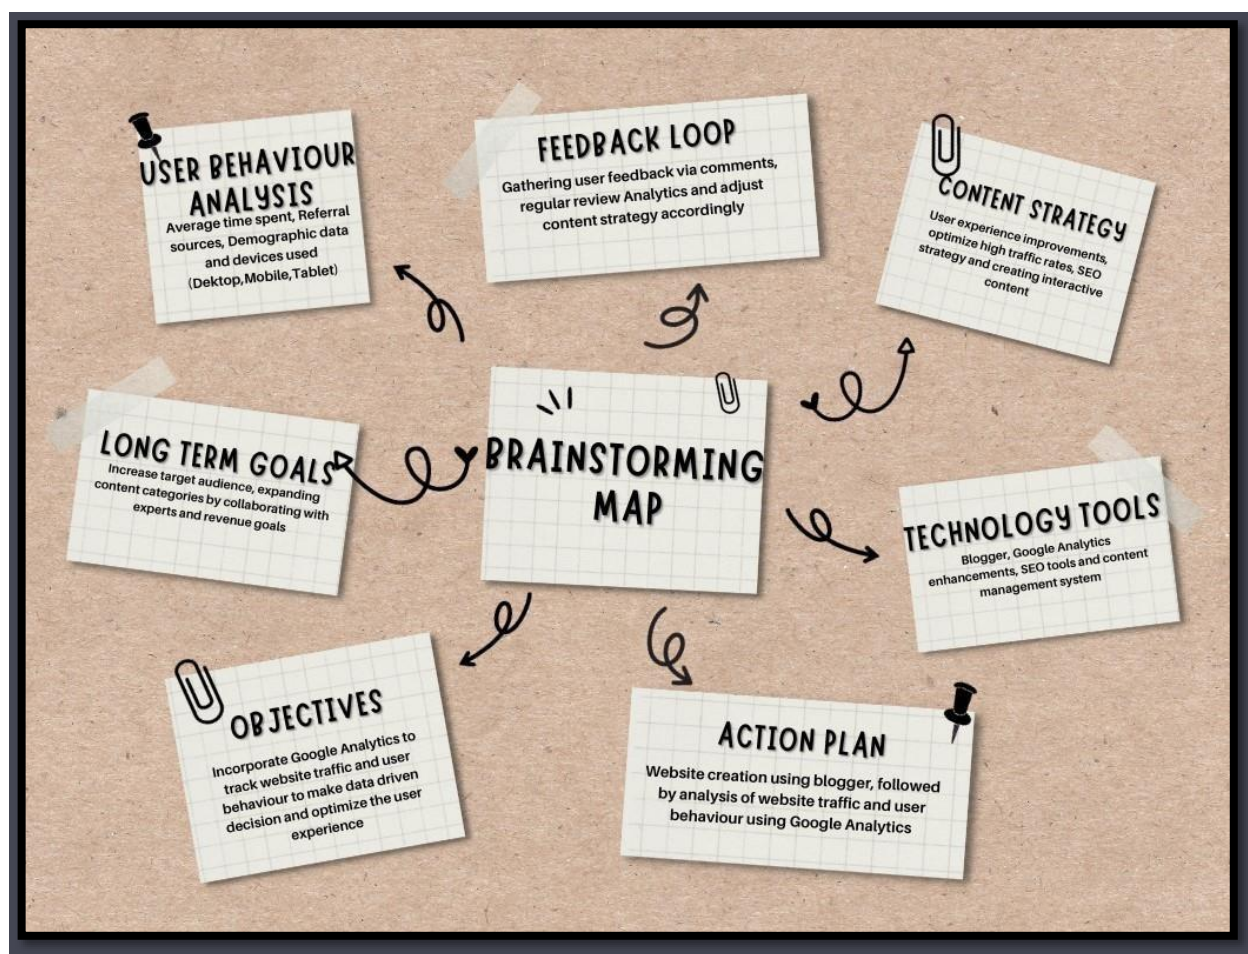 USER BEHAVIOUR
ANALYSIS
Average time spent, Referral
sources, Demographic data
and devices used
(Dektop,Mobile,Tablet)
FEEDBACK LOOP
Gathering user feedback via comments,
regular review Analytics and adjust
content strategy accordingly
CONTENT STRATEGY
User experience improvements,
optimize high traffic rates, SEO
strategy and creating interactive
content
LONG TERM GOALS
Increase target audience, expanding
content categories by collaborating with
experts and revenue goals
BRAINSTORMING
MAP
TECHNOLOGY TOOLS
Blogger, Google Analytics
enhancements, SEO tools and content
management system
OBJECTIVES
Incorporate Google Analytics to
track website traffic and user
behaviour to make data driven
decision and optimize the user
experience
ACTION PLAN
Website creation using blogger, followed
by analysis of website traffic and user
behaviour using Google Analytics